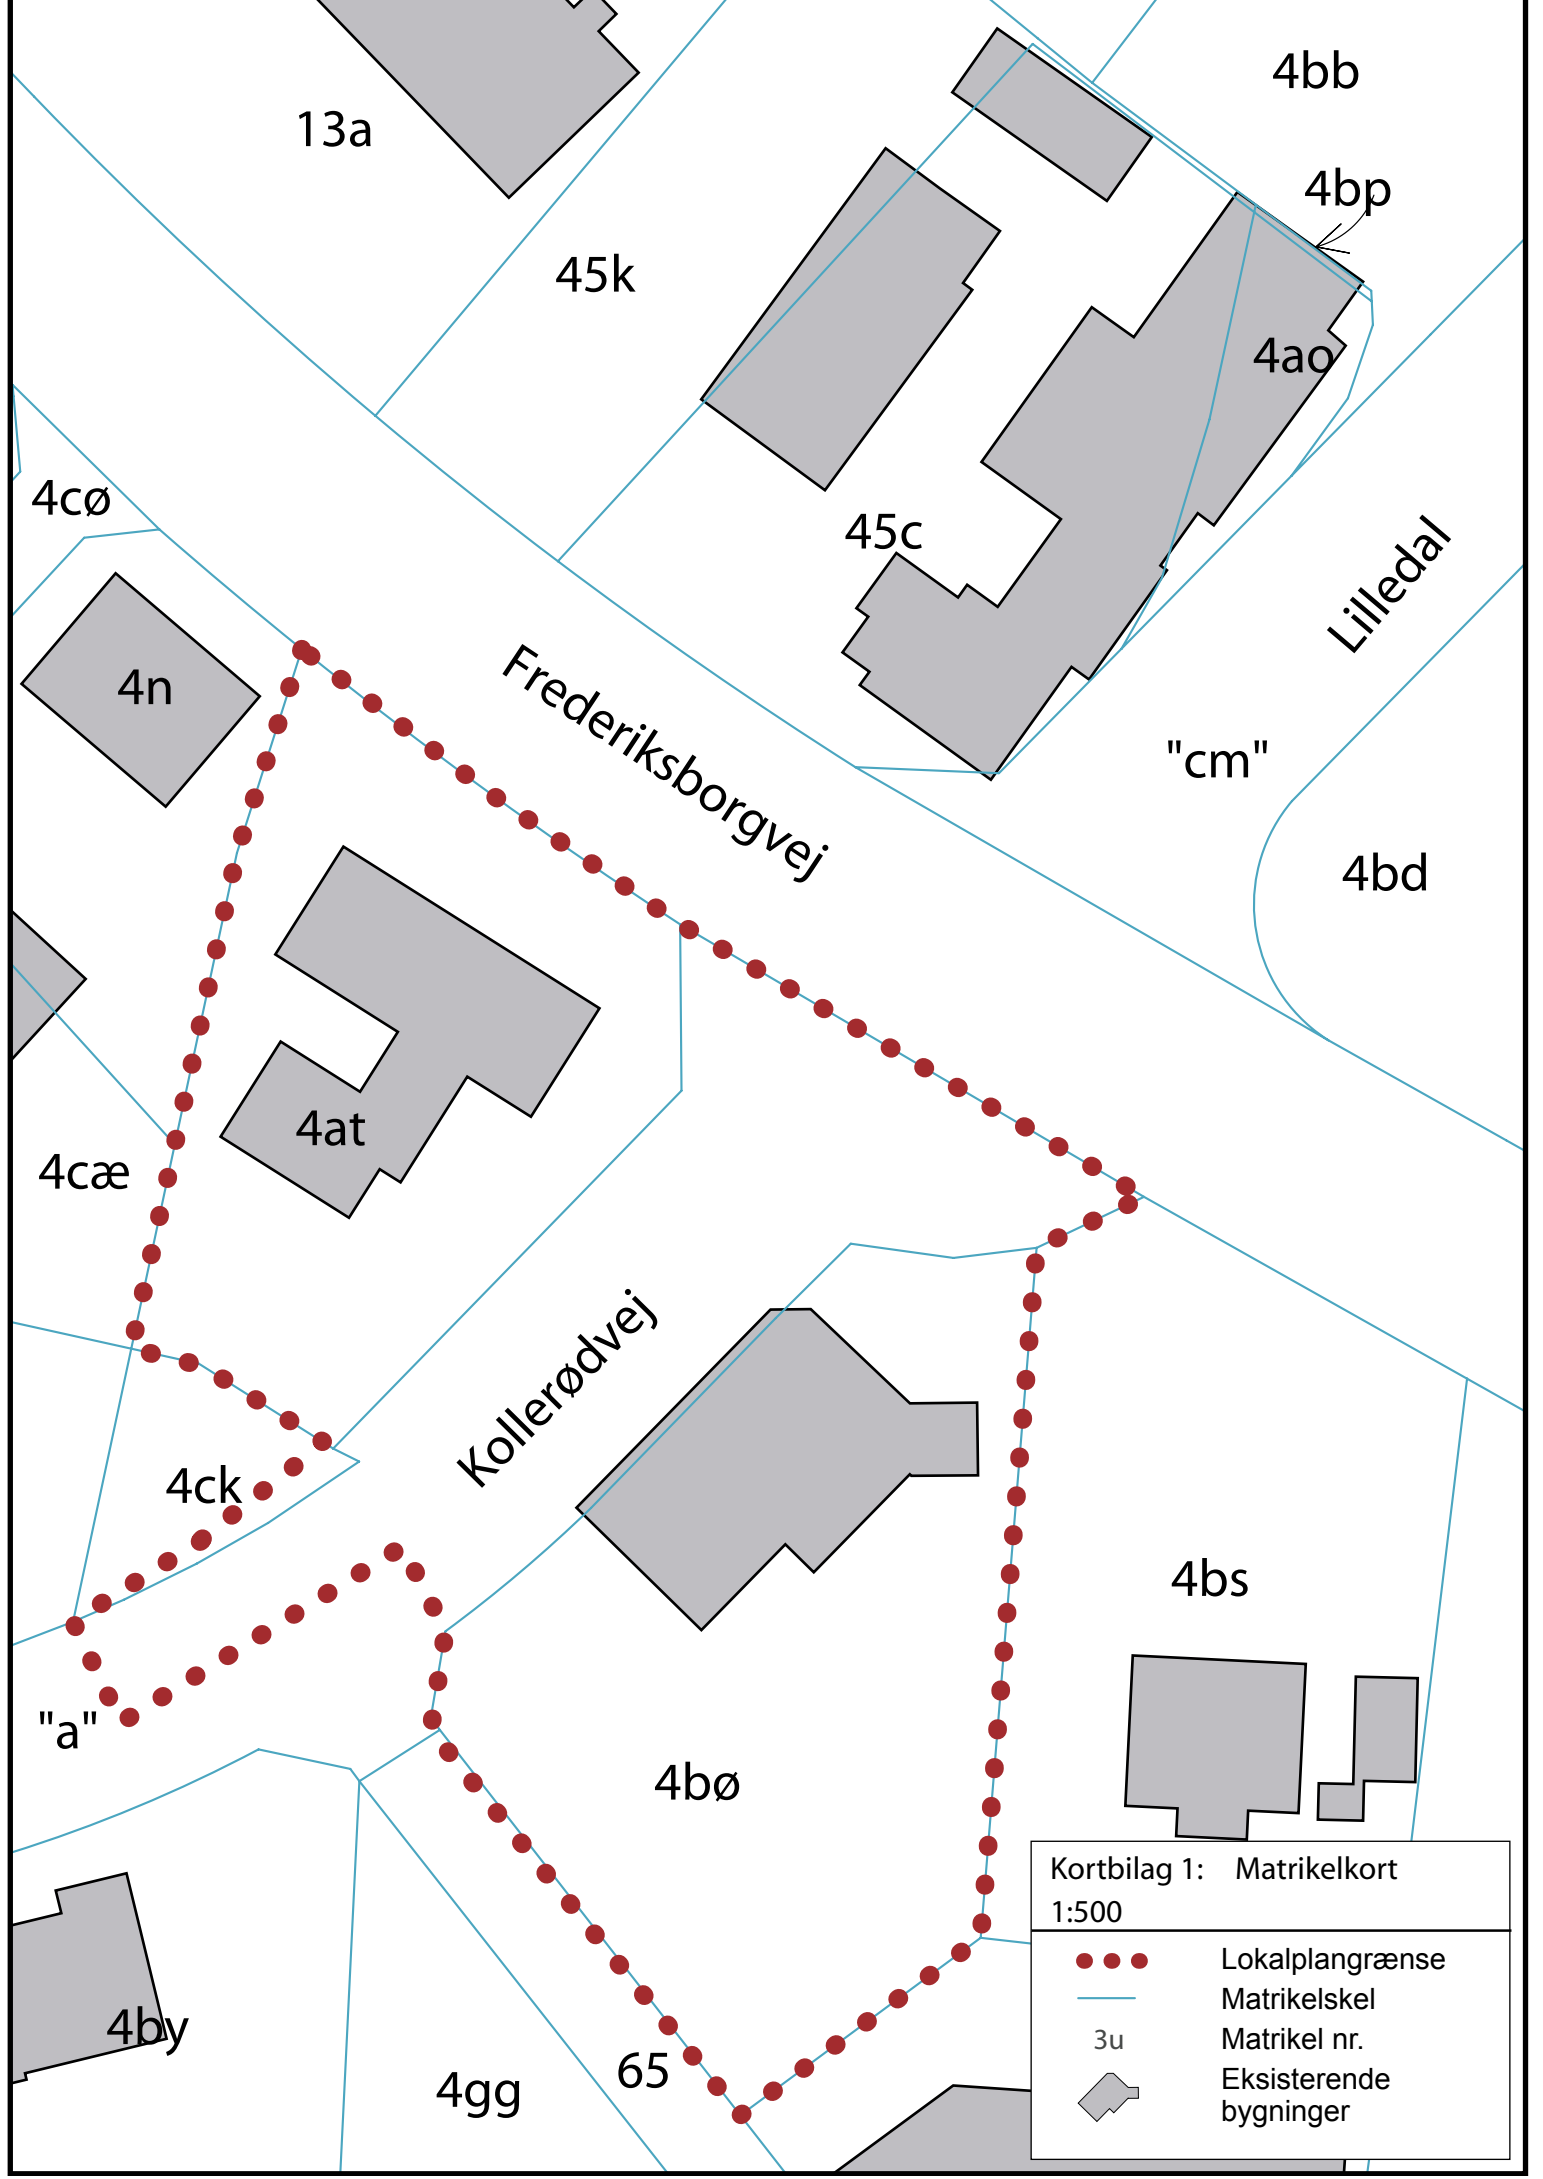 4bb
13a
4bp
45k
4ao
4cø
45c
Lilledal
4n
Frederiksborgvej
"cm"
4bd
4at
4cæ
Kollerødvej
4ck
4bs
"a"
4bø
4by
65
4gg
Kortbilag 1: Matrikelkort
1:500
Lokalplangrænse
Matrikelskel
3u Matrikel nr.
Eksisterende
bygninger